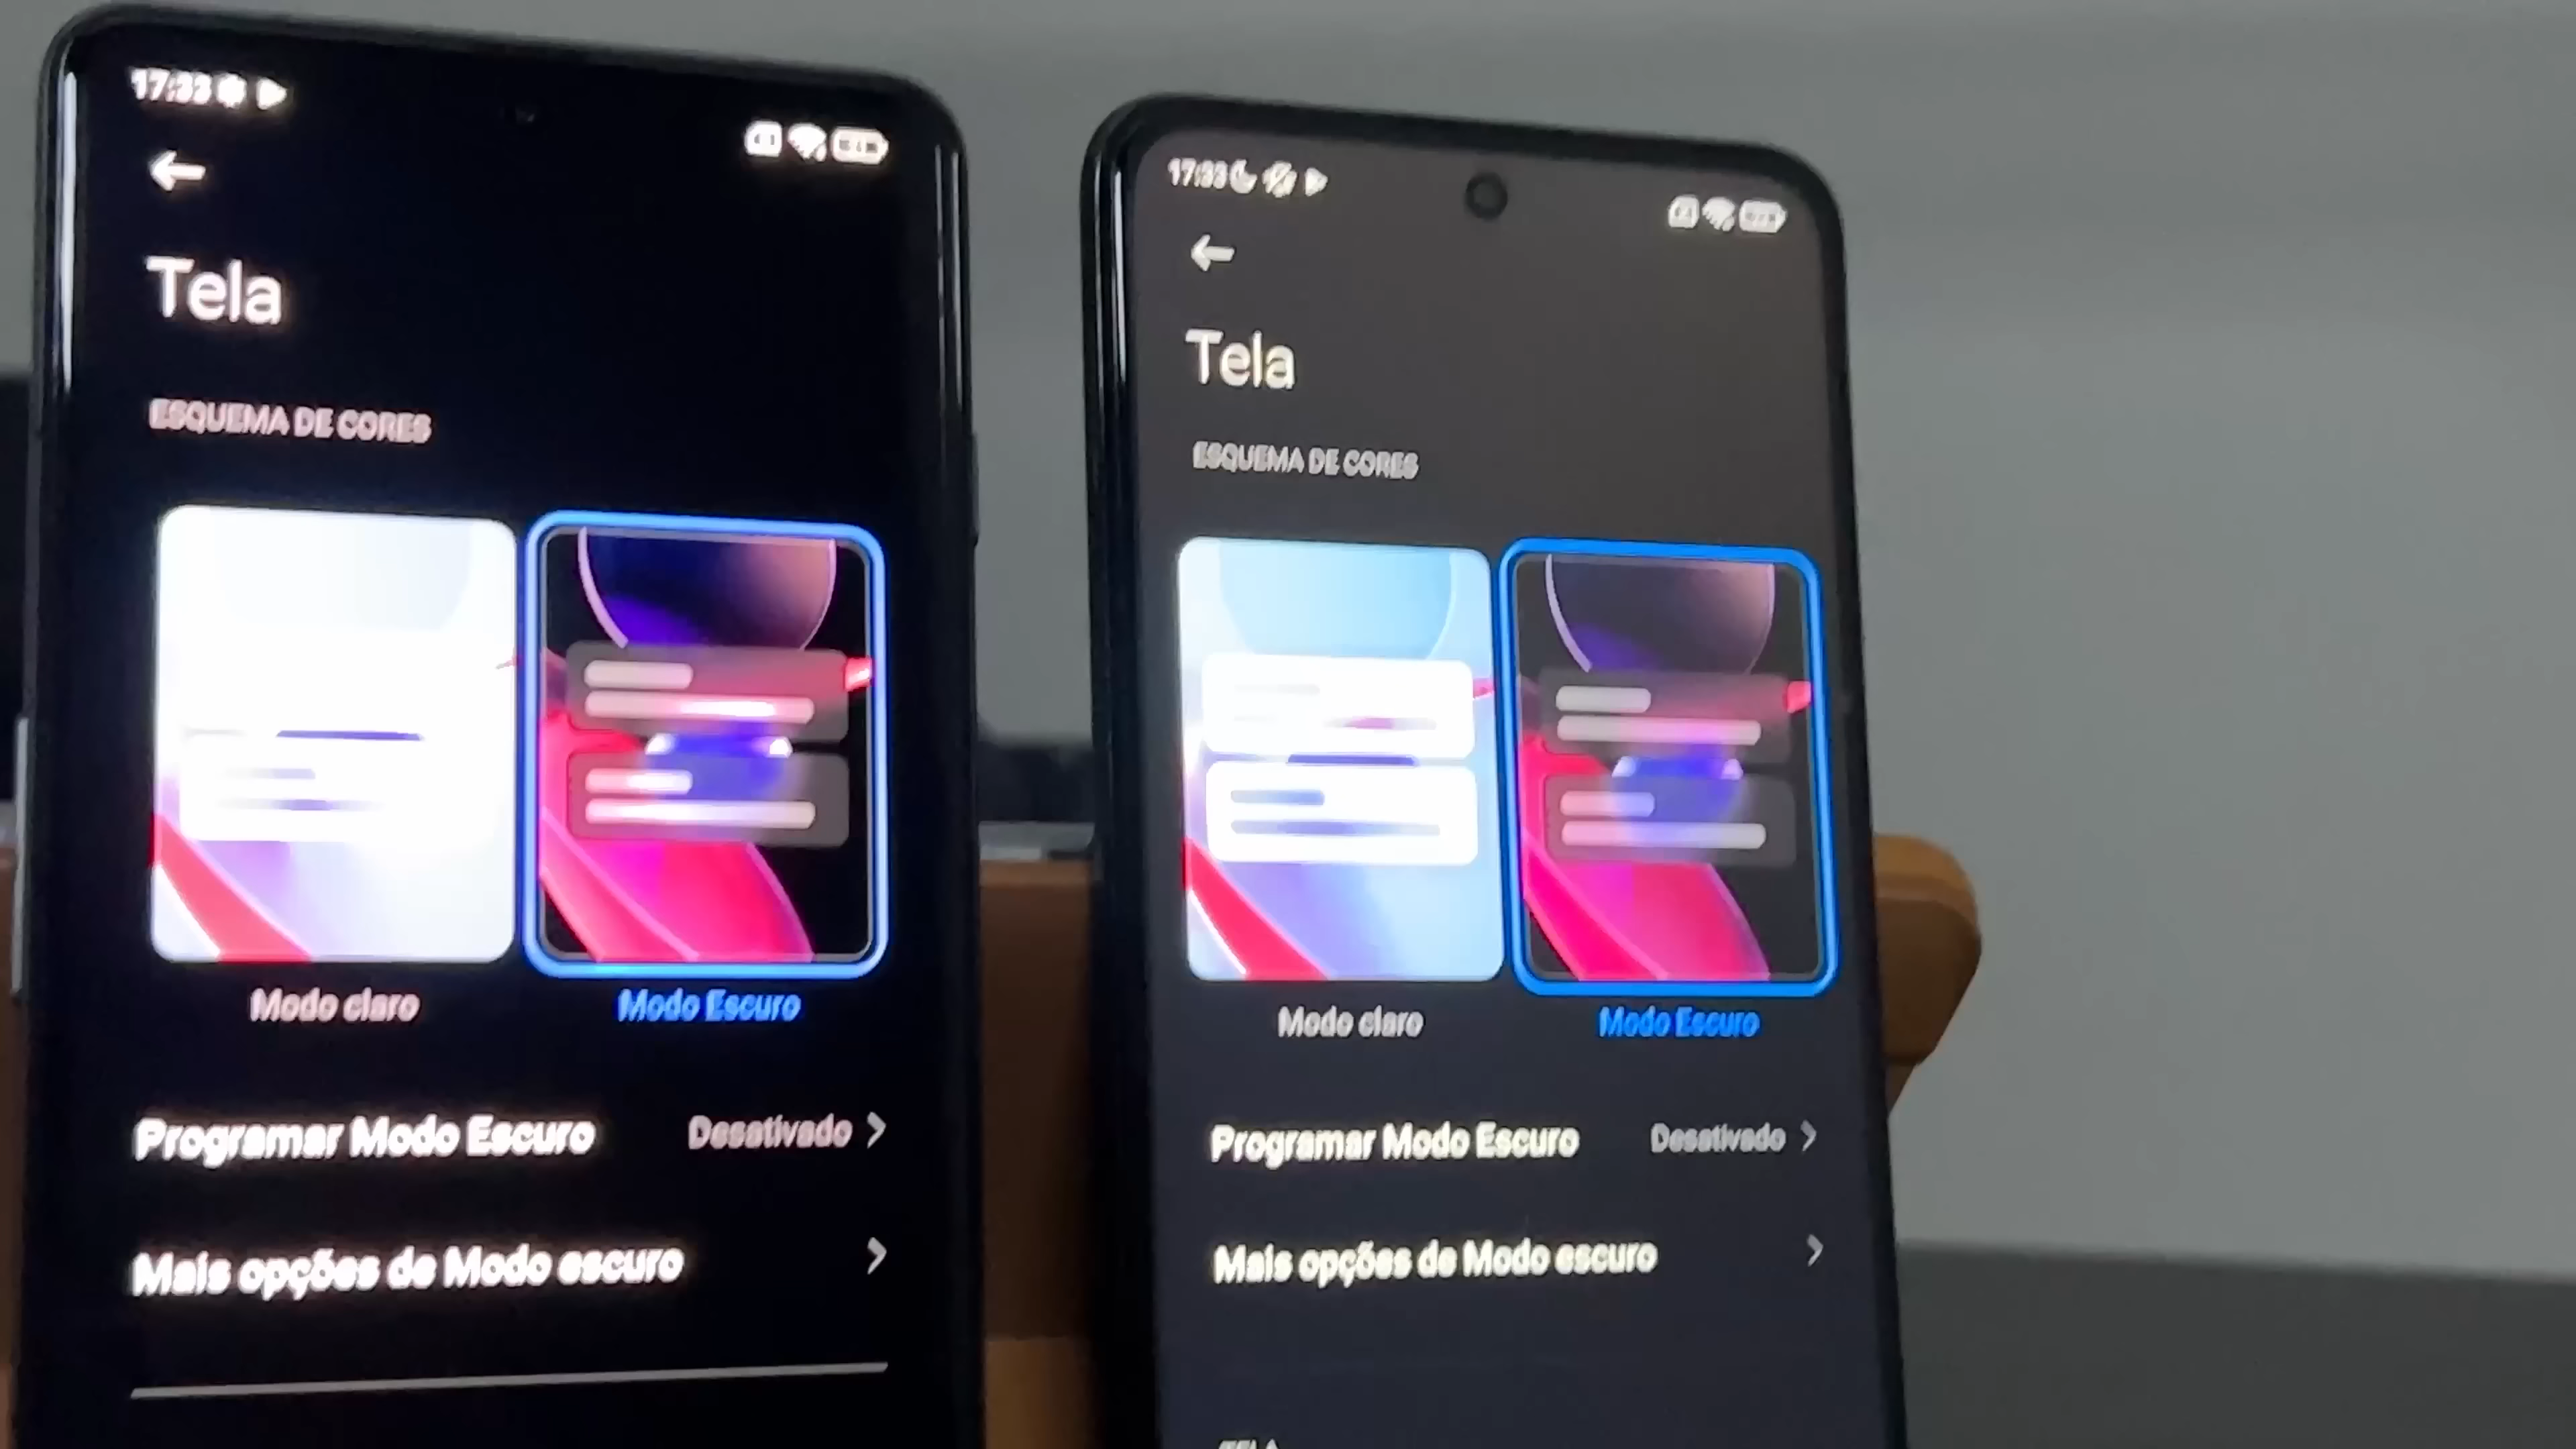 17:33
Tela
ESQUEMA DE CORES
Modo claro
Modo Escuro
Programar Modo Escuro
Desativado
Mais opções de Modo escuro
17:33
Tela
ESQUEMA DE CORES
Modo claro
Modo Escuro
Programar Modo Escuro
Desativado
Mais opções de Modo escuro